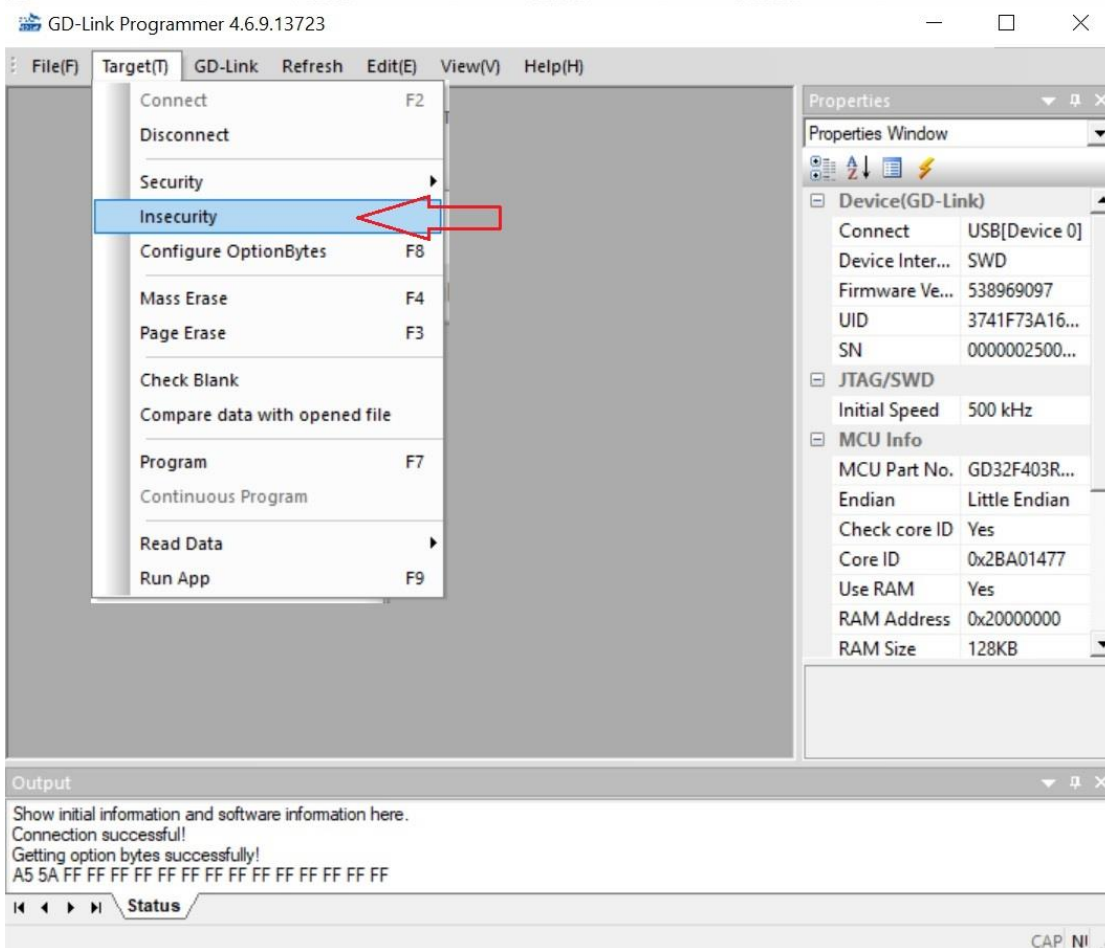 GD-Link Programmer 4.6.9.13723
File(F) Target(T) GD-Link Refresh Edit(E) View(V) Help(H)
Connect F2
Disconnect
Security
Insecurity
Configure OptionBytes F8
Mass Erase F4
Page Erase F3
Check Blank
Compare data with opened file
Program F7
Continuous Program
Read Data
Run App F9
Properties
Properties Window
Device(GD-Link)
Connect USB[Device 0]
Device Inter... SWD
Firmware Ve... 538969097
UID 3741F73A16...
SN 0000002500...
JTAG/SWD
Initial Speed 500 kHz
MCU Info
MCU Part No. GD32F403R...
Endian Little Endian
Check core ID Yes
Core ID 0x2BA01477
Use RAM Yes
RAM Address 0x20000000
RAM Size 128KB
Output
Show initial information and software information here.
Connection successful!
Getting option bytes successfully!
A5 5A FF FF FF FF FF FF FF FF FF FF FF FF FF FF
Status
CAP